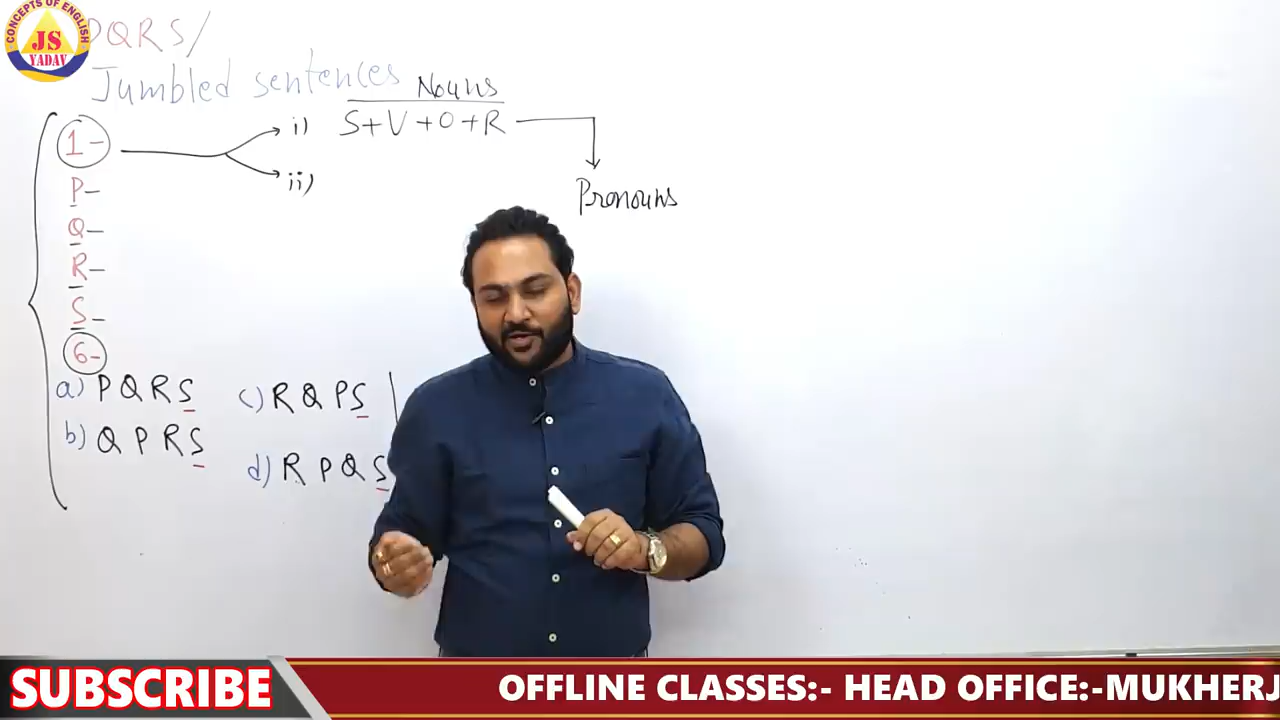 CONCEPTS OF ENGLISH
JS
YADAV
PQRS/
Jumbled sentences
Nouns
1- i) S+V+O+R
ii)
Pronouns
P-
Q-
R-
S-
6-
a) PQRS c) RQPS
b) QPRS d) RPQS
SUBSCRIBE OFFLINE CLASSES:- HEAD OFFICE:-MUKHERJ